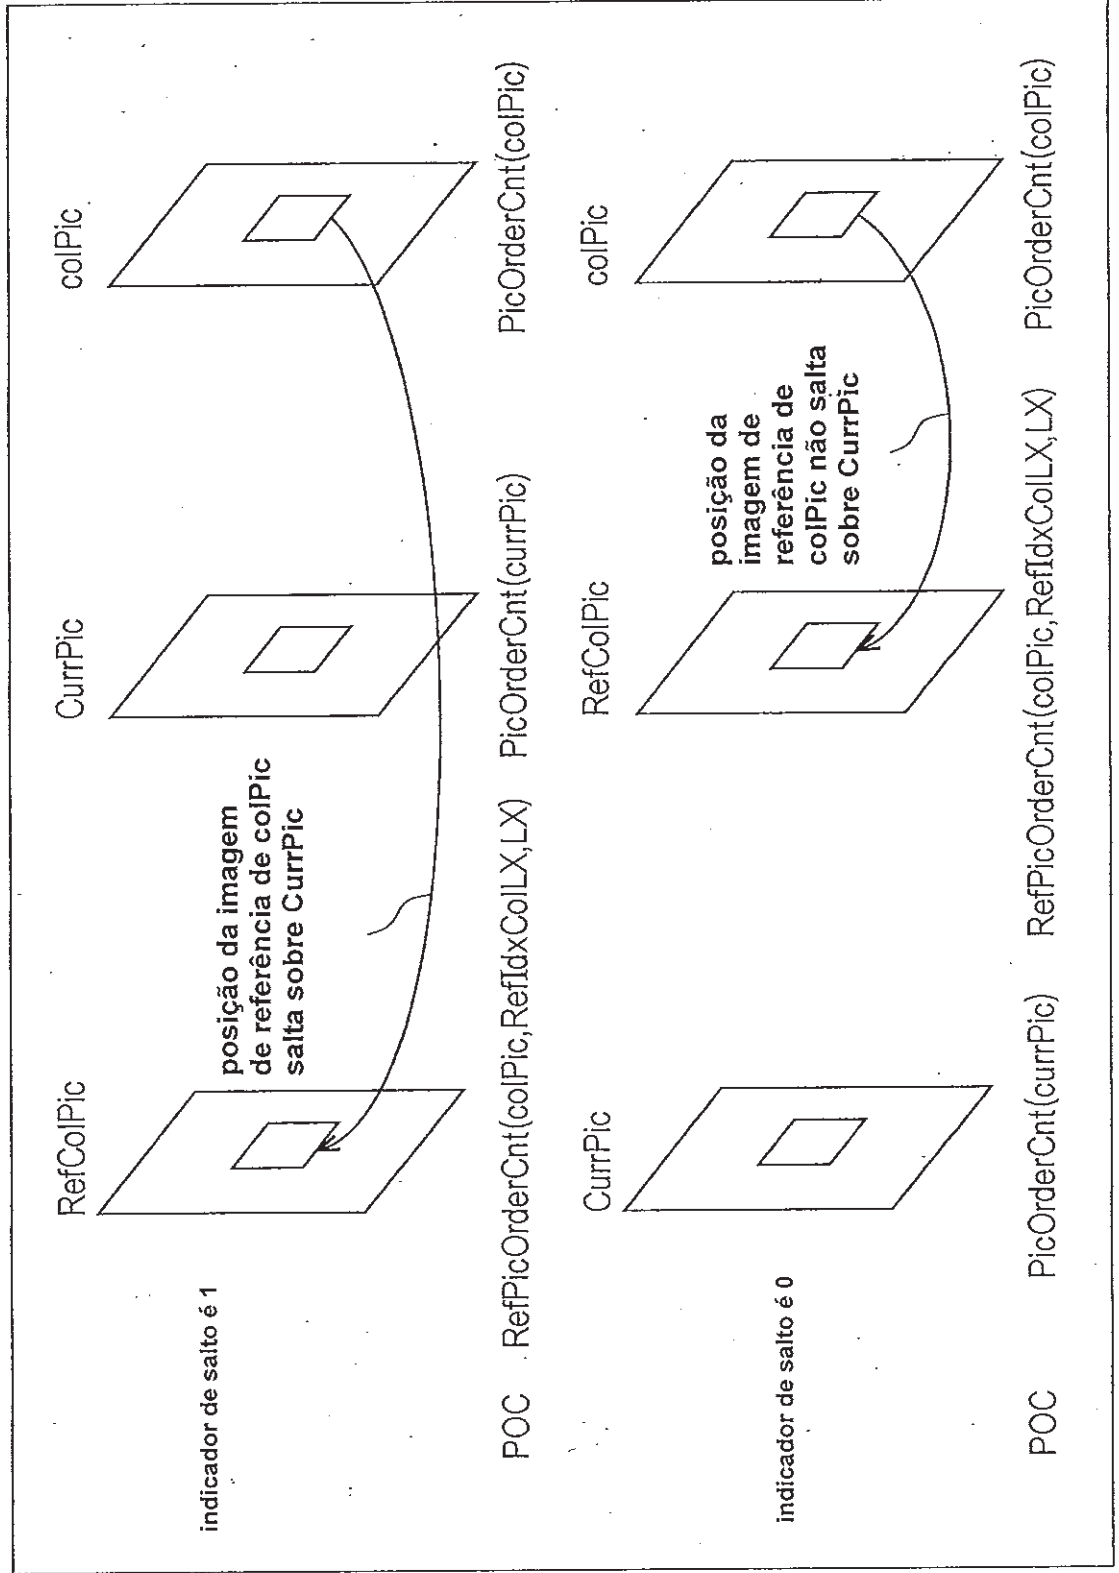 RefColPic
CurrPic
colPic
indicador de salto é 1
posição da imagem
de referência de colPic
salta sobre CurrPic
POC RefPicOrderCnt(colPic,RefIdxColLX,LX) PicOrderCnt(currPic) PicOrderCnt(colPic)
CurrPic
RefColPic
colPic
indicador de salto é 0
posição da
imagem de
referência de
colPic não salta
sobre CurrPic
POC PicOrderCnt(currPic) RefPicOrderCnt(colPic,RefIdxColLX,LX) PicOrderCnt(colPic)